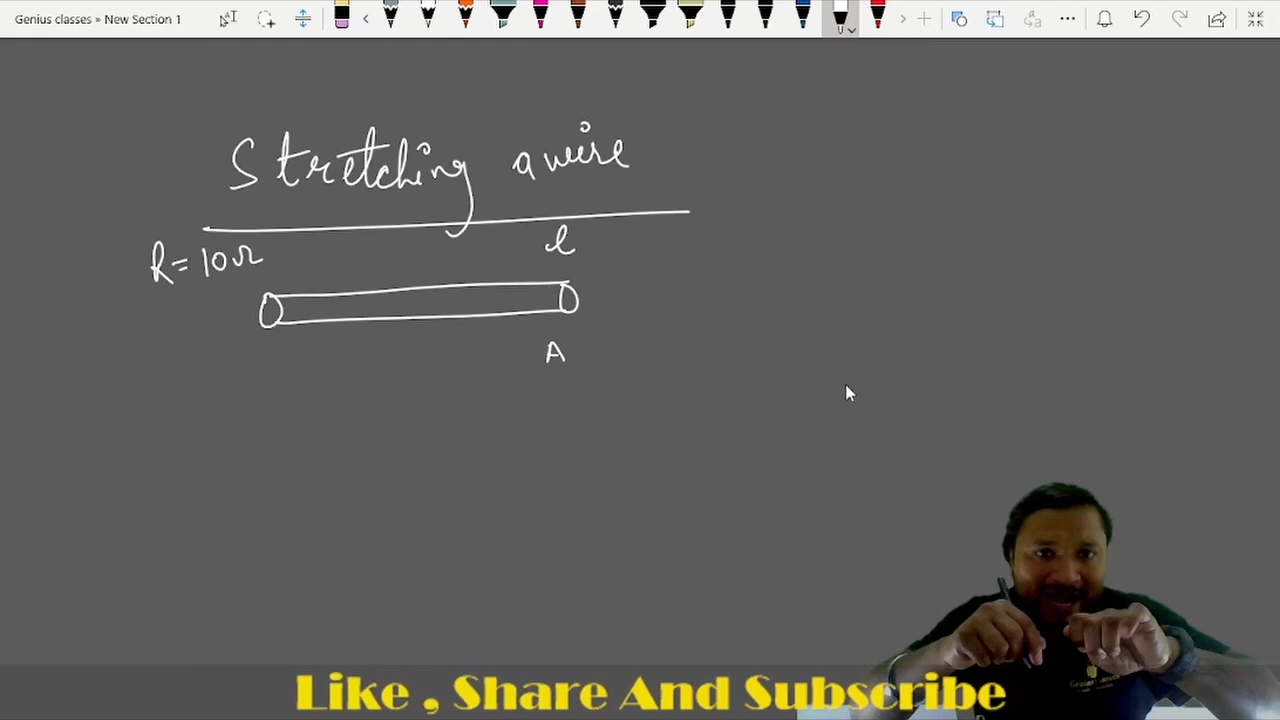 Genius classes » New Section 1
Stretching a wire
R = 10Ω
l
A
Like , Share And Subscribe